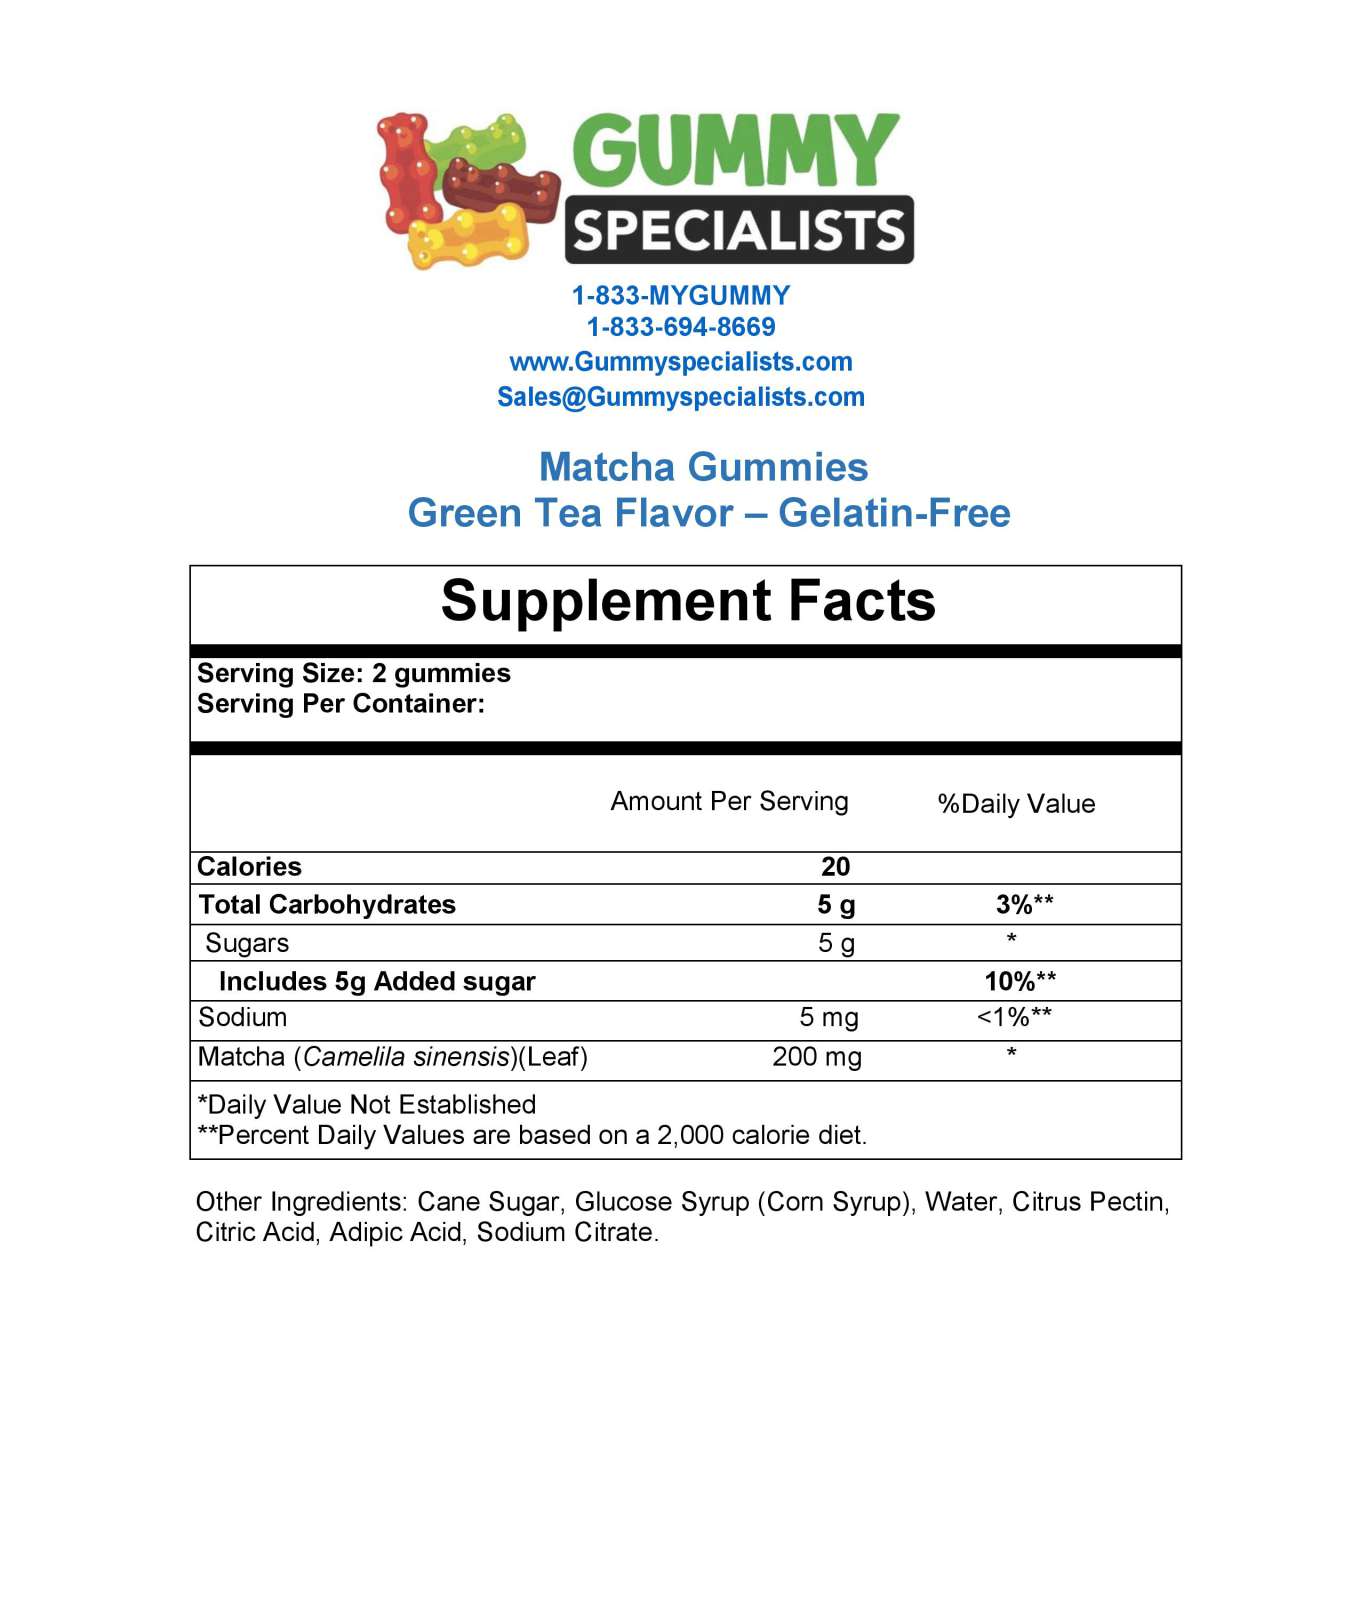 GUMMY
SPECIALISTS
1-833-MYGUMMY
1-833-694-8669
www.Gummyspecialists.com
Sales@Gummyspecialists.com
Matcha Gummies
Green Tea Flavor – Gelatin-Free
Supplement Facts
Serving Size: 2 gummies
Serving Per Container:
Amount Per Serving %Daily Value
Calories 20
Total Carbohydrates 5 g 3%**
Sugars 5 g *
Includes 5g Added sugar 10%**
Sodium 5 mg <1%**
Matcha (Camelila sinensis)(Leaf) 200 mg *
*Daily Value Not Established
**Percent Daily Values are based on a 2,000 calorie diet.
Other Ingredients: Cane Sugar, Glucose Syrup (Corn Syrup), Water, Citrus Pectin,
Citric Acid, Adipic Acid, Sodium Citrate.